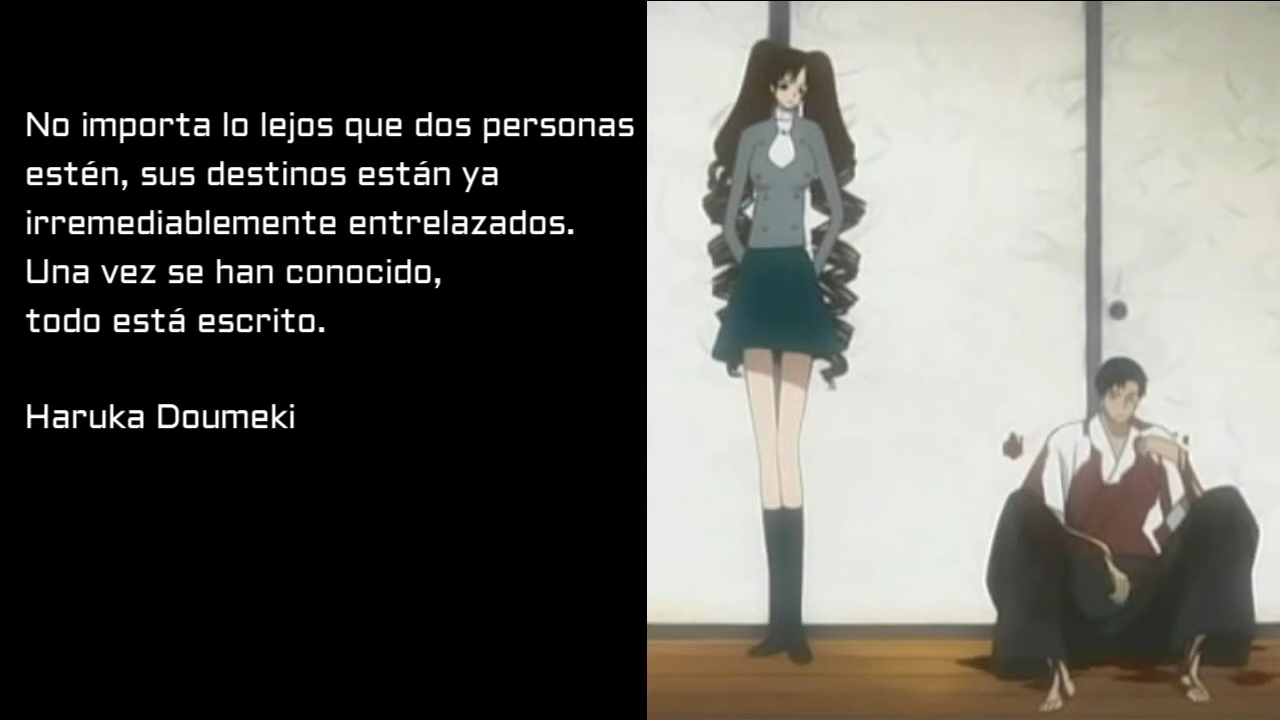 No importa lo lejos que dos personas
estén, sus destinos están ya
irremediablemente entrelazados.
Una vez se han conocido,
todo está escrito.
Haruka Doumeki